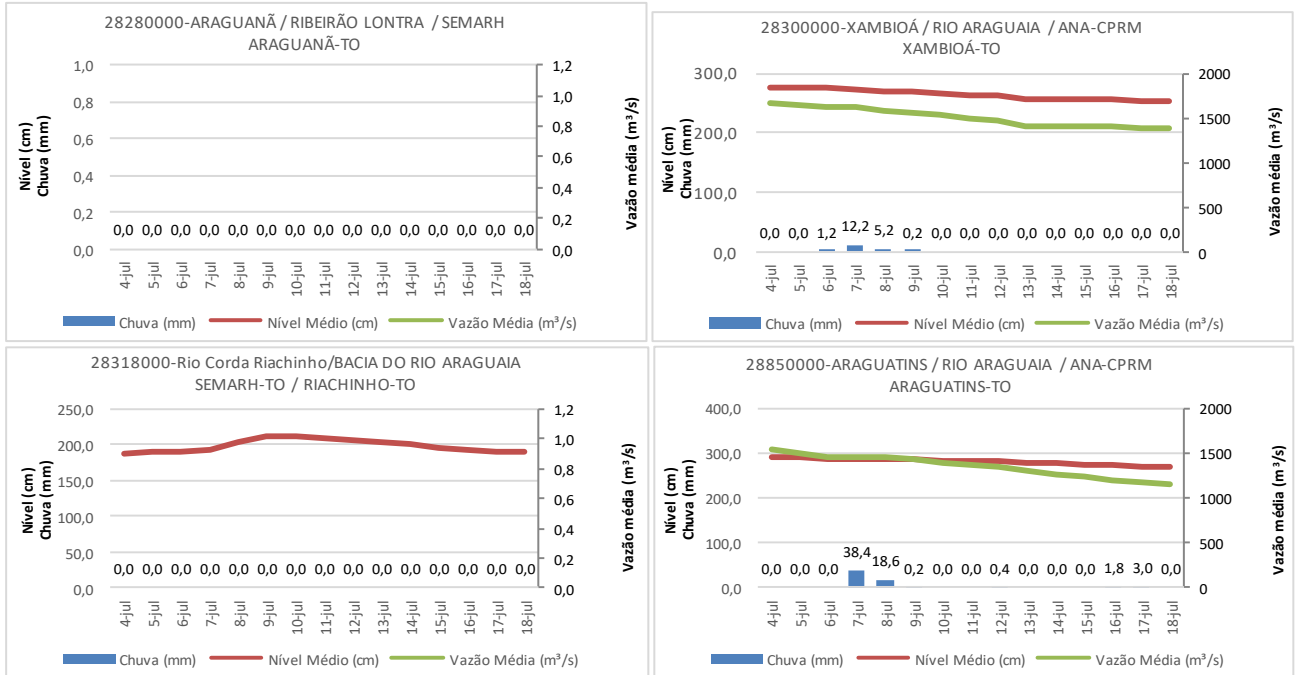 28280000-ARAGUANÃ / RIBEIRÃO LONTRA / SEMARH
ARAGUANÃ-TO
Nível (cm)
Chuva (mm)
1,0
0,8
0,6
0,4
0,2
0,0
0,0 0,0 0,0 0,0 0,0 0,0 0,0 0,0 0,0 0,0 0,0 0,0 0,0 0,0 0,0
1,2
1,0
0,8
0,6
0,4
0,2
0,0
Vazão média (m³/s)
4-jul 5-jul 6-jul 7-jul 8-jul 9-jul 10-jul 11-jul 12-jul 13-jul 14-jul 15-jul 16-jul 17-jul 18-jul
Chuva (mm) Nível Médio (cm) Vazão Média (m³/s)
28300000-XAMBIOÁ / RIO ARAGUAIA / ANA-CPRM
XAMBIOÁ-TO
Nível (cm)
Chuva (mm)
300,0
200,0
100,0
0,0
0,0 0,0 1,2 12,2 5,2 0,2 0,0 0,0 0,0 0,0 0,0 0,0 0,0 0,0 0,0
2000
1500
1000
500
0
Vazão média (m³/s)
4-jul 5-jul 6-jul 7-jul 8-jul 9-jul 10-jul 11-jul 12-jul 13-jul 14-jul 15-jul 16-jul 17-jul 18-jul
Chuva (mm) Nível Médio (cm) Vazão Média (m³/s)
28318000-Rio Corda Riachinho/BACIA DO RIO ARAGUAIA
SEMARH-TO / RIACHINHO-TO
Nível (cm)
Chuva (mm)
250,0
200,0
150,0
100,0
50,0
0,0
0,0 0,0 0,0 0,0 0,0 0,0 0,0 0,0 0,0 0,0 0,0 0,0 0,0 0,0 0,0
1,2
1,0
0,8
0,6
0,4
0,2
0,0
Vazão média (m³/s)
4-jul 5-jul 6-jul 7-jul 8-jul 9-jul 10-jul 11-jul 12-jul 13-jul 14-jul 15-jul 16-jul 17-jul 18-jul
Chuva (mm) Nível Médio (cm) Vazão Média (m³/s)
28850000-ARAGUATINS / RIO ARAGUAIA / ANA-CPRM
ARAGUATINS-TO
Nível (cm)
Chuva (mm)
400,0
300,0
200,0
100,0
0,0
0,0 0,0 0,0 38,4 18,6 0,2 0,0 0,0 0,4 0,0 0,0 0,0 1,8 3,0 0,0
2000
1500
1000
500
0
Vazão média (m³/s)
4-jul 5-jul 6-jul 7-jul 8-jul 9-jul 10-jul 11-jul 12-jul 13-jul 14-jul 15-jul 16-jul 17-jul 18-jul
Chuva (mm) Nível Médio (cm) Vazão Média (m³/s)